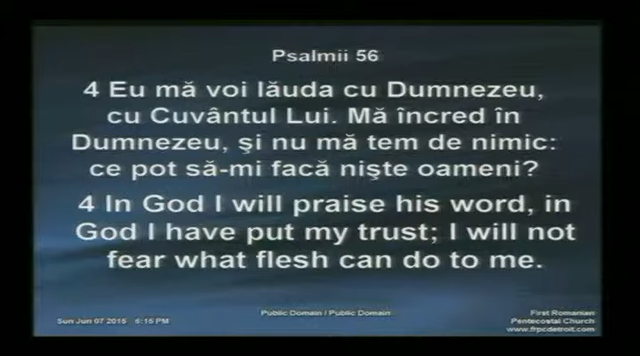 Psalmii 56
4 Eu mă voi lăuda cu Dumnezeu,
cu Cuvântul Lui. Mă încred în
Dumnezeu, şi nu mă tem de nimic:
ce pot să-mi facă nişte oameni?
4 In God I will praise his word, in
God I have put my trust; I will not
fear what flesh can do to me.
Public Domain / Public Domain
First Romanian
Pentecostal Church
www.frpcdetroit.com
Sun Jun 07 2015 6:15 PM